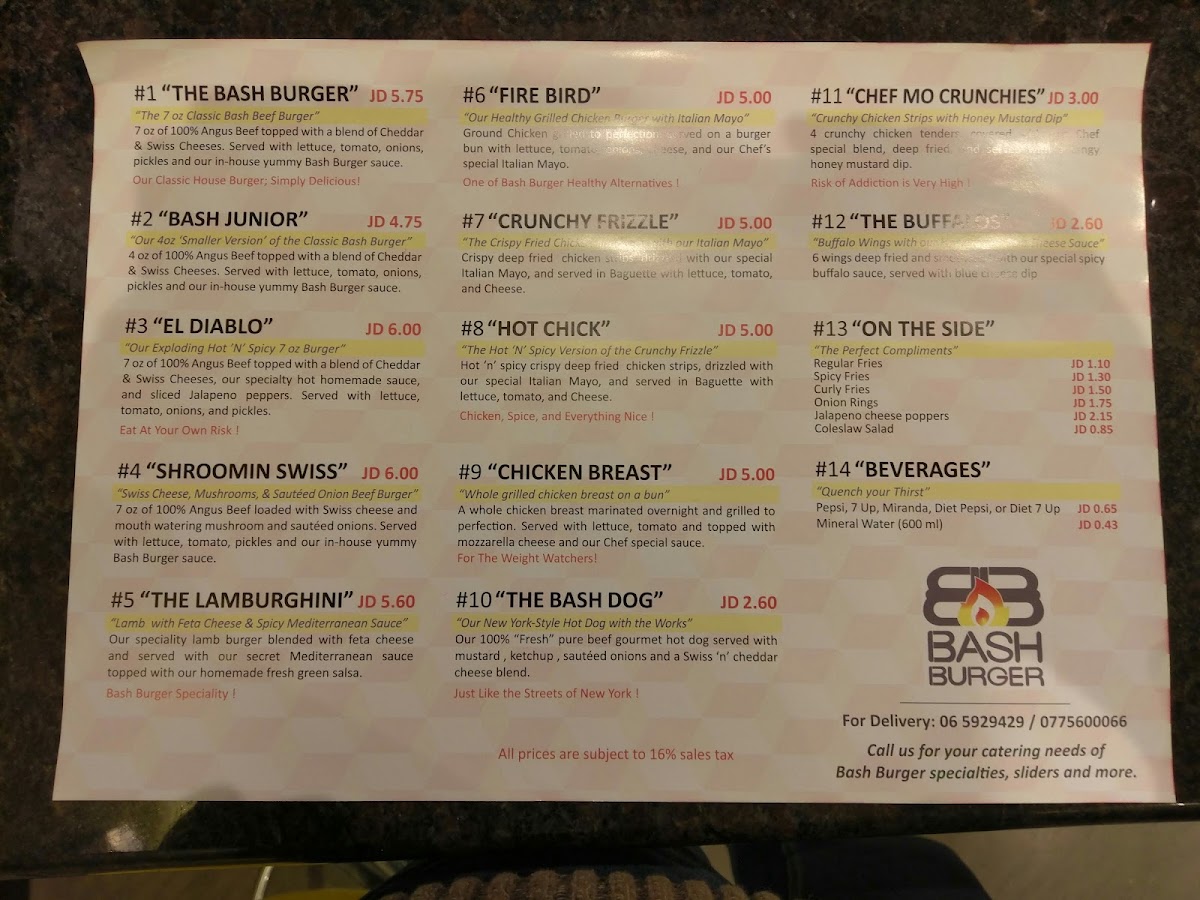 #1 “THE BASH BURGER” JD 5.75
“The 7 oz Classic Bash Beef Burger”
7 oz of 100% Angus Beef topped with a blend of Cheddar
& Swiss Cheeses. Served with lettuce, tomato, onions,
pickles and our in-house yummy Bash Burger sauce.
Our Classic House Burger; Simply Delicious!
#2 “BASH JUNIOR” JD 4.75
“Our 4oz ‘Smaller Version’ of the Classic Bash Burger”
4 oz of 100% Angus Beef topped with a blend of Cheddar
& Swiss Cheeses. Served with lettuce, tomato, onions,
pickles and our in-house yummy Bash Burger sauce.
#3 “EL DIABLO” JD 6.00
“Our Exploding Hot ‘N’ Spicy 7 oz Burger”
7 oz of 100% Angus Beef topped with a blend of Cheddar
& Swiss Cheeses, our specialty hot homemade sauce,
and sliced Jalapeno peppers. Served with lettuce,
tomato, onions, and pickles.
Eat At Your Own Risk !
#4 “SHROOMIN SWISS” JD 6.00
“Swiss Cheese, Mushrooms, & Sautéed Onion Beef Burger”
7 oz of 100% Angus Beef loaded with Swiss cheese and
mouth watering mushroom and sautéed onions. Served
with lettuce, tomato, pickles and our in-house yummy
Bash Burger sauce.
#5 “THE LAMBURGHINI” JD 5.60
“Lamb with Feta Cheese & Spicy Mediterranean Sauce”
Our speciality lamb burger blended with feta cheese
and served with our secret Mediterranean sauce
topped with our homemade fresh green salsa.
Bash Burger Speciality !
#6 “FIRE BIRD” JD 5.00
“Our Healthy Grilled Chicken Burger with Italian Mayo”
Ground Chicken to perfection served on a burger
bun with lettuce, tomato, cheese, and our Chef’s
special Italian Mayo.
One of Bash Burger Healthy Alternatives !
#7 “CRUNCHY FRIZZLE” JD 5.00
“The Crispy Fried with our Italian Mayo”
Crispy deep fried chicken with our special
Italian Mayo, and served in Baguette with lettuce, tomato,
and Cheese.
#8 “HOT CHICK” JD 5.00
“The Hot ‘N’ Spicy Version of the Crunchy Frizzle”
Hot ‘n’ spicy crispy deep fried chicken strips, drizzled with
our special Italian Mayo, and served in Baguette with
lettuce, tomato, and Cheese.
Chicken, Spice, and Everything Nice !
#9 “CHICKEN BREAST” JD 5.00
“Whole grilled chicken breast on a bun”
A whole chicken breast marinated overnight and grilled to
perfection. Served with lettuce, tomato and topped with
mozzarella cheese and our Chef special sauce.
For The Weight Watchers!
#10 “THE BASH DOG” JD 2.60
“Our New York-Style Hot Dog with the Works”
Our 100% “Fresh” pure beef gourmet hot dog served with
mustard , ketchup , sautéed onions and a Swiss ‘n’ cheddar
cheese blend.
Just Like the Streets of New York !
All prices are subject to 16% sales tax
#11 “CHEF MO CRUNCHIES” JD 3.00
“Crunchy Chicken Strips with Honey Mustard Dip”
4 crunchy chicken tenders Chef
special blend, deep fried
honey mustard dip.
Risk of Addiction is Very High !
#12 “THE BUFFALOS” JD 2.60
“Buffalo Wings with Cheese Sauce”
6 wings deep fried and with our special spicy
buffalo sauce, served with blue cheese dip
#13 “ON THE SIDE”
“The Perfect Compliments”
Regular Fries JD 1.10
Spicy Fries JD 1.30
Curly Fries JD 1.50
Onion Rings JD 1.75
Jalapeno cheese poppers JD 2.15
Coleslaw Salad JD 0.85
#14 “BEVERAGES”
“Quench your Thirst”
Pepsi, 7 Up, Miranda, Diet Pepsi, or Diet 7 Up JD 0.65
Mineral Water (600 ml) JD 0.43
BASH
BURGER
For Delivery: 06 5929429 / 0775600066
Call us for your catering needs of
Bash Burger specialties, sliders and more.